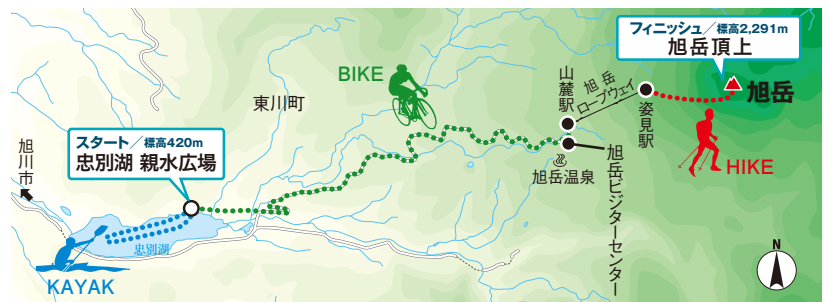 フィニッシュ／標高2,291m
旭岳頂上
旭岳
BIKE
山麓駅
旭岳
ロープウェイ
姿見駅
東川町
スタート／標高420m
忠別湖 親水広場
旭川市
旭岳温泉
旭岳ビジターセンター
HIKE
忠別湖
KAYAK
N